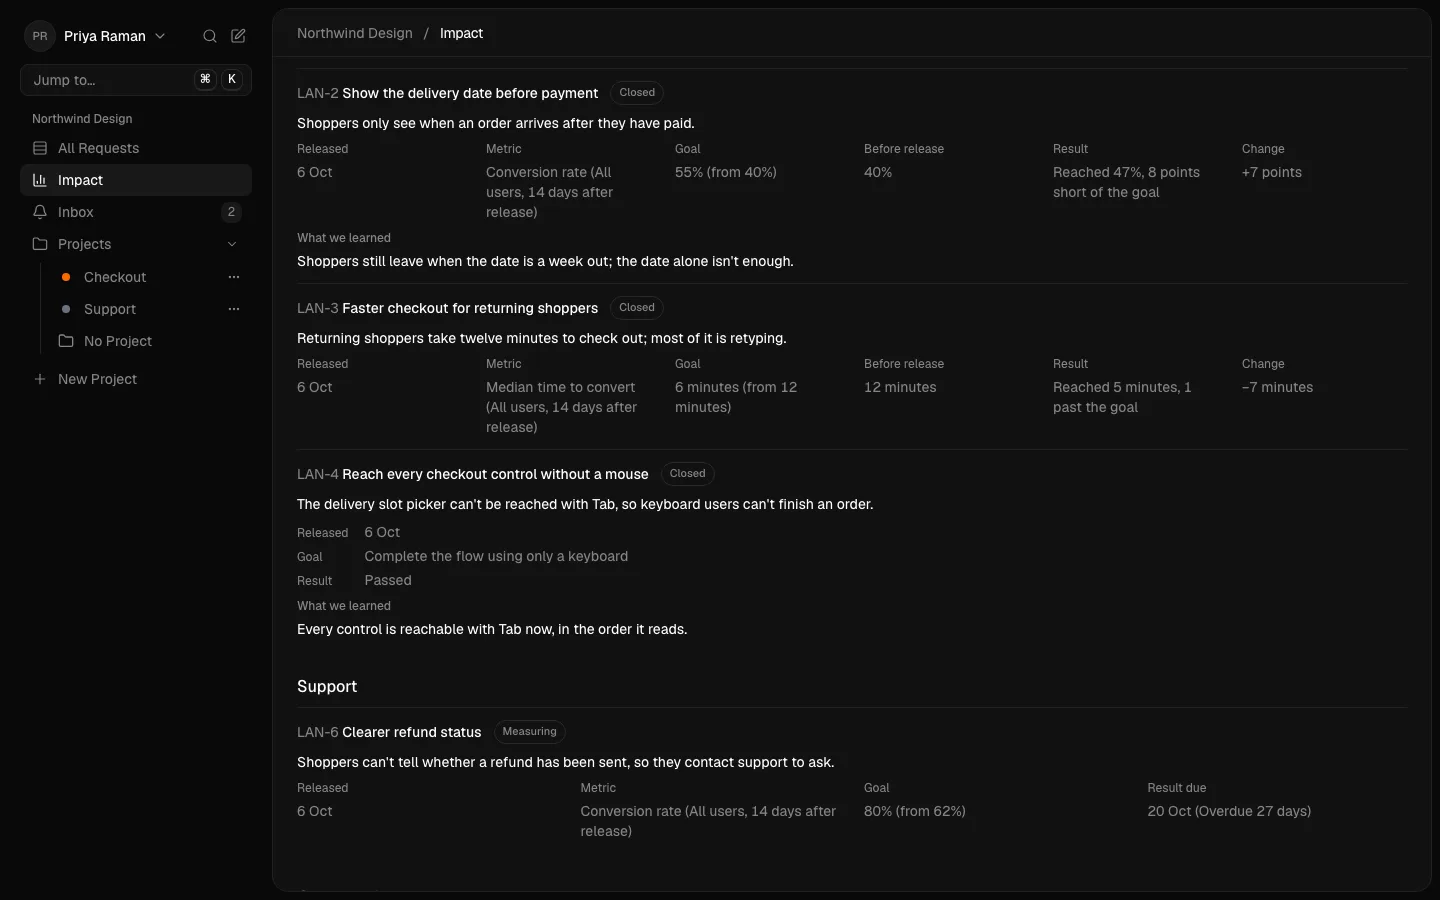 PR Priya Raman
Jump to... ⌘ K
Northwind Design
All Requests
Impact
Inbox 2
Projects
Checkout
Support
No Project
New Project
Northwind Design / Impact
LAN-2 Show the delivery date before payment Closed
Shoppers only see when an order arrives after they have paid.
Released Metric Goal Before release Result Change
6 Oct Conversion rate (All 55% (from 40%) 40% Reached 47%, 8 points +7 points
users, 14 days after short of the goal
release)
What we learned
Shoppers still leave when the date is a week out; the date alone isn't enough.
LAN-3 Faster checkout for returning shoppers Closed
Returning shoppers take twelve minutes to check out; most of it is retyping.
Released Metric Goal Before release Result Change
6 Oct Median time to convert 6 minutes (from 12 12 minutes Reached 5 minutes, 1 −7 minutes
(All users, 14 days after minutes) past the goal
release)
LAN-4 Reach every checkout control without a mouse Closed
The delivery slot picker can't be reached with Tab, so keyboard users can't finish an order.
Released 6 Oct
Goal Complete the flow using only a keyboard
Result Passed
What we learned
Every control is reachable with Tab now, in the order it reads.
Support
LAN-6 Clearer refund status Measuring
Shoppers can't tell whether a refund has been sent, so they contact support to ask.
Released Metric Goal Result due
6 Oct Conversion rate (All users, 14 days after 80% (from 62%) 20 Oct (Overdue 27 days)
release)